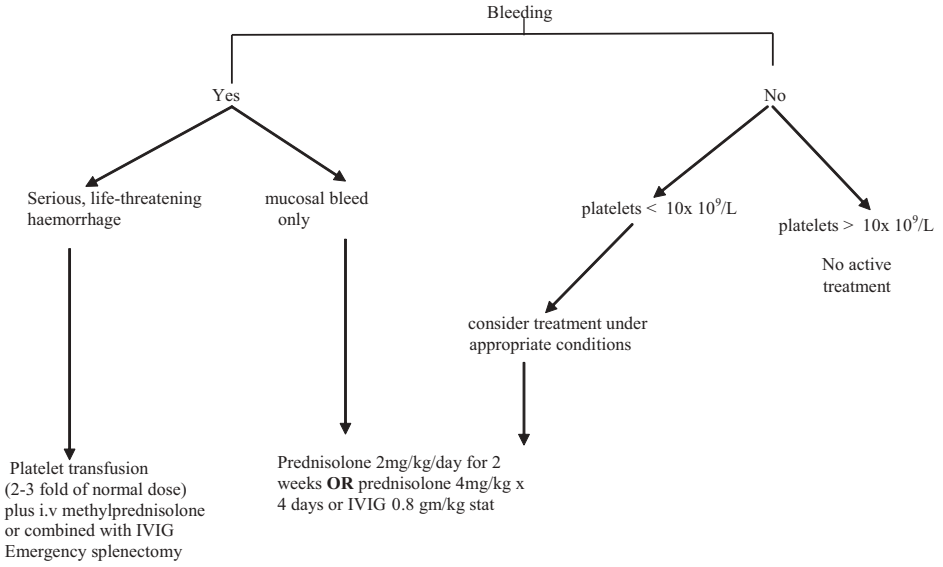 Bleeding
Yes
No
Serious, life-threatening
haemorrhage
mucosal bleed
only
platelets < 10x 10⁹/L
platelets > 10x 10⁹/L
No active
treatment
consider treatment under
appropriate conditions
Platelet transfusion
(2-3 fold of normal dose)
plus i.v methylprednisolone
or combined with IVIG
Emergency splenectomy
Prednisolone 2mg/kg/day for 2
weeks OR prednisolone 4mg/kg x
4 days or IVIG 0.8 gm/kg stat